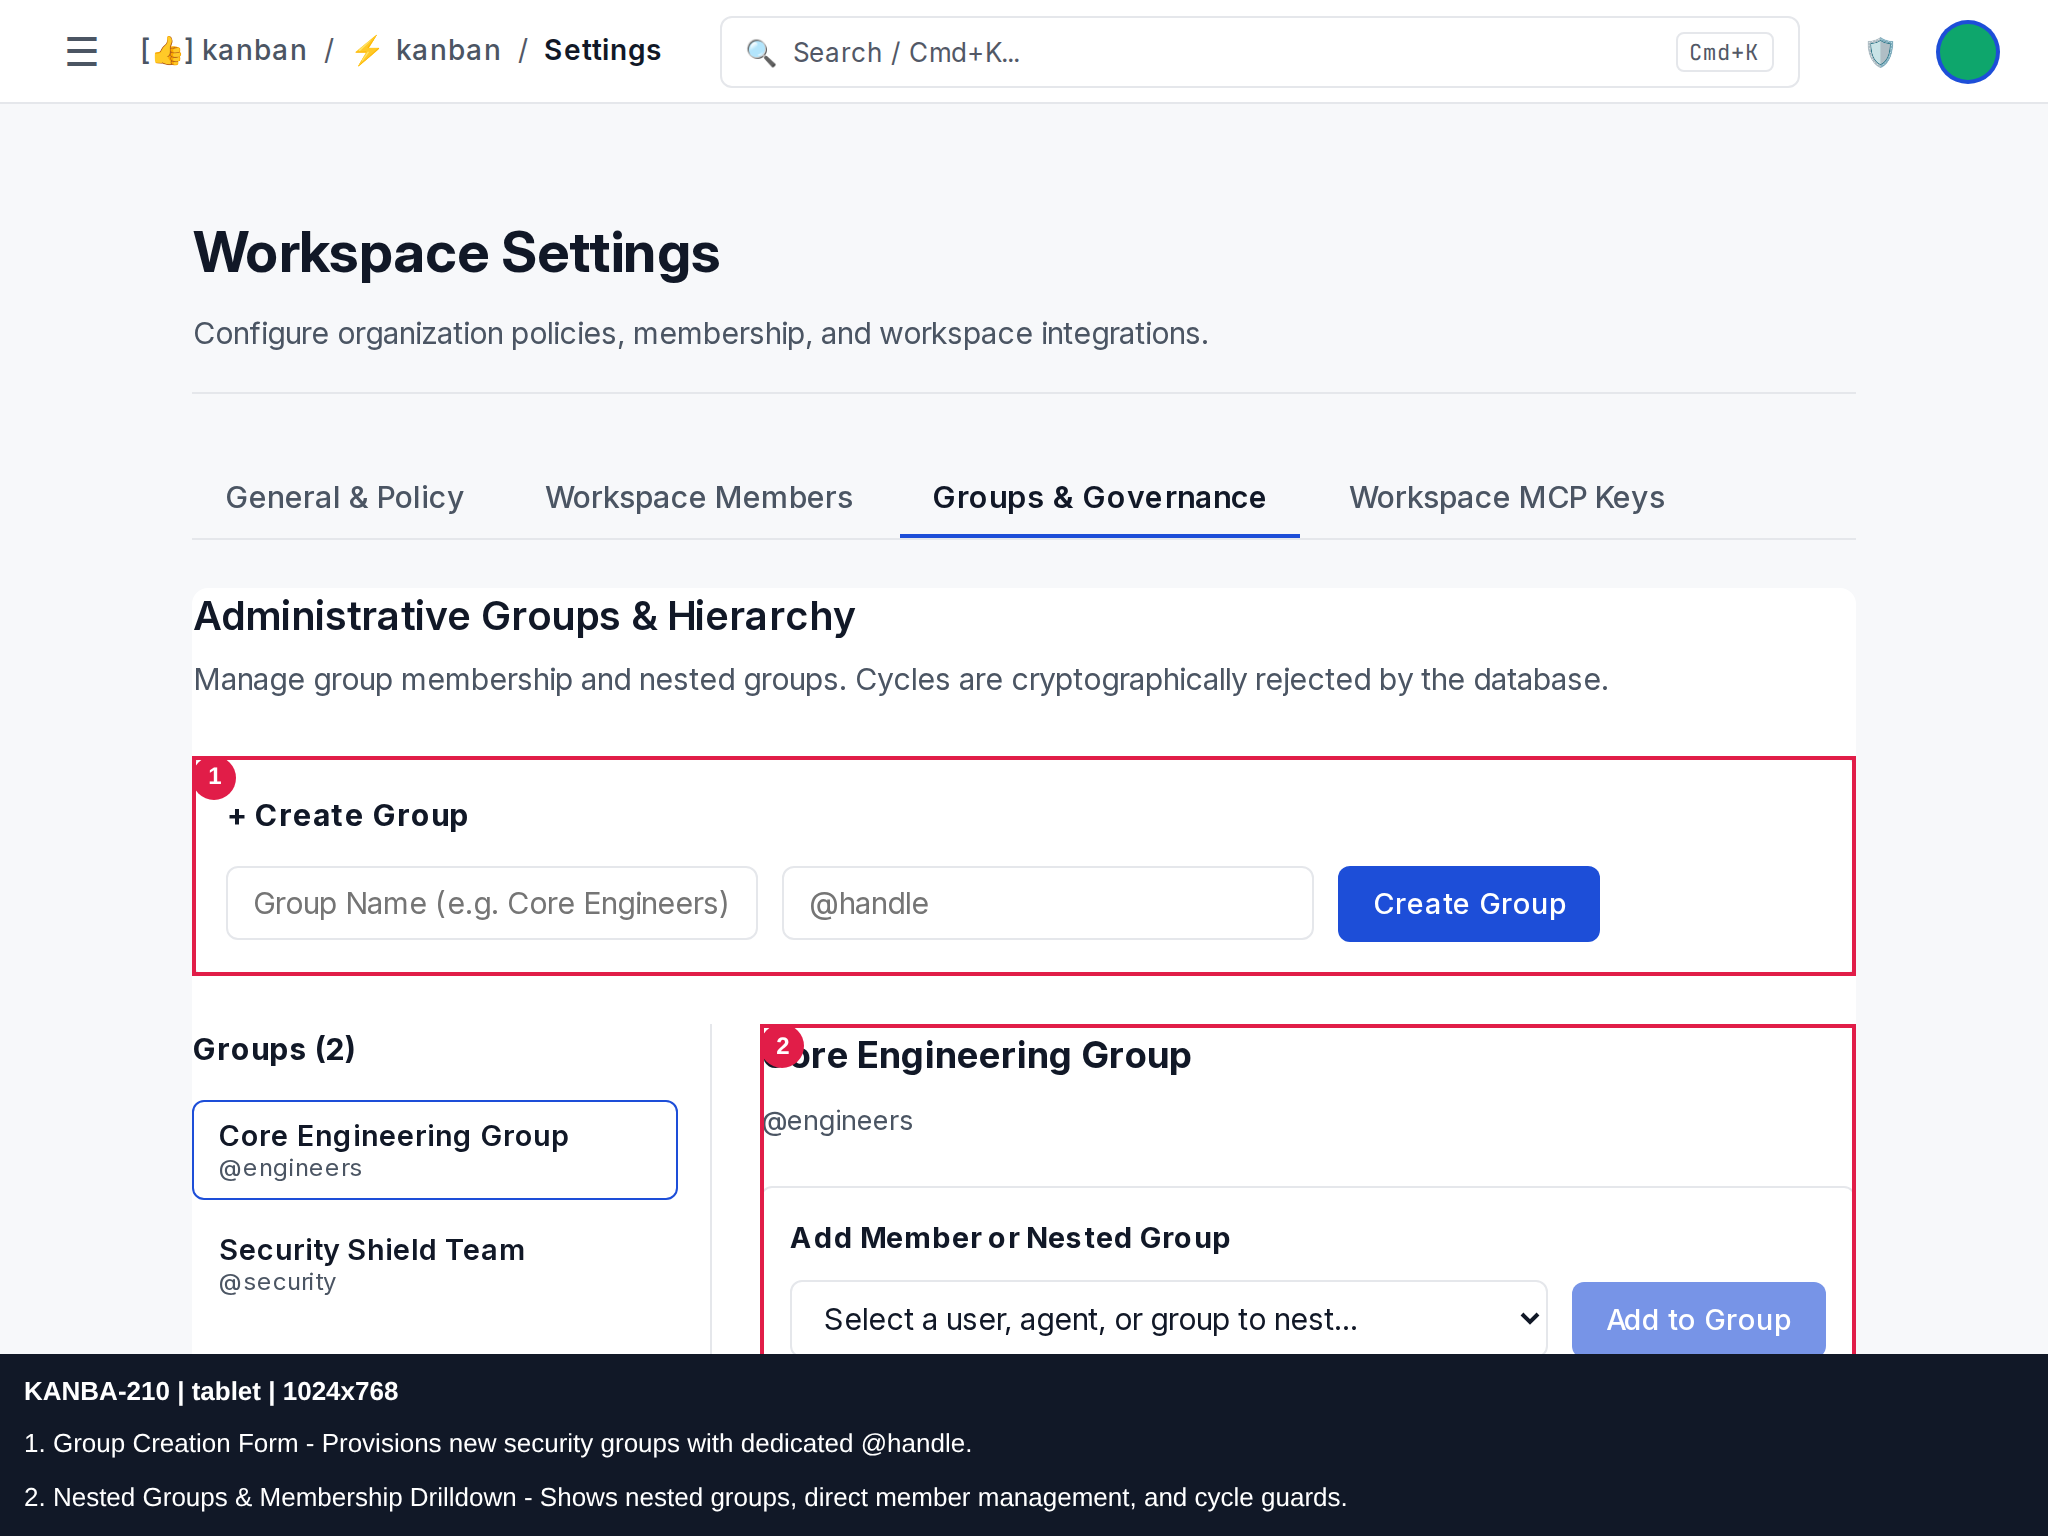 ☰ [👍] kanban / ⚡ kanban / Settings
🔍 Search / Cmd+K... Cmd+K
Workspace Settings
Configure organization policies, membership, and workspace integrations.
General & Policy Workspace Members Groups & Governance Workspace MCP Keys
Administrative Groups & Hierarchy
Manage group membership and nested groups. Cycles are cryptographically rejected by the database.
1
+ Create Group
Group Name (e.g. Core Engineers) @handle Create Group
Groups (2)
Core Engineering Group
@engineers
Security Shield Team
@security
2
ore Engineering Group
@engineers
Add Member or Nested Group
Select a user, agent, or group to nest... Add to Group
KANBA-210 | tablet | 1024x768
1. Group Creation Form - Provisions new security groups with dedicated @handle.
2. Nested Groups & Membership Drilldown - Shows nested groups, direct member management, and cycle guards.